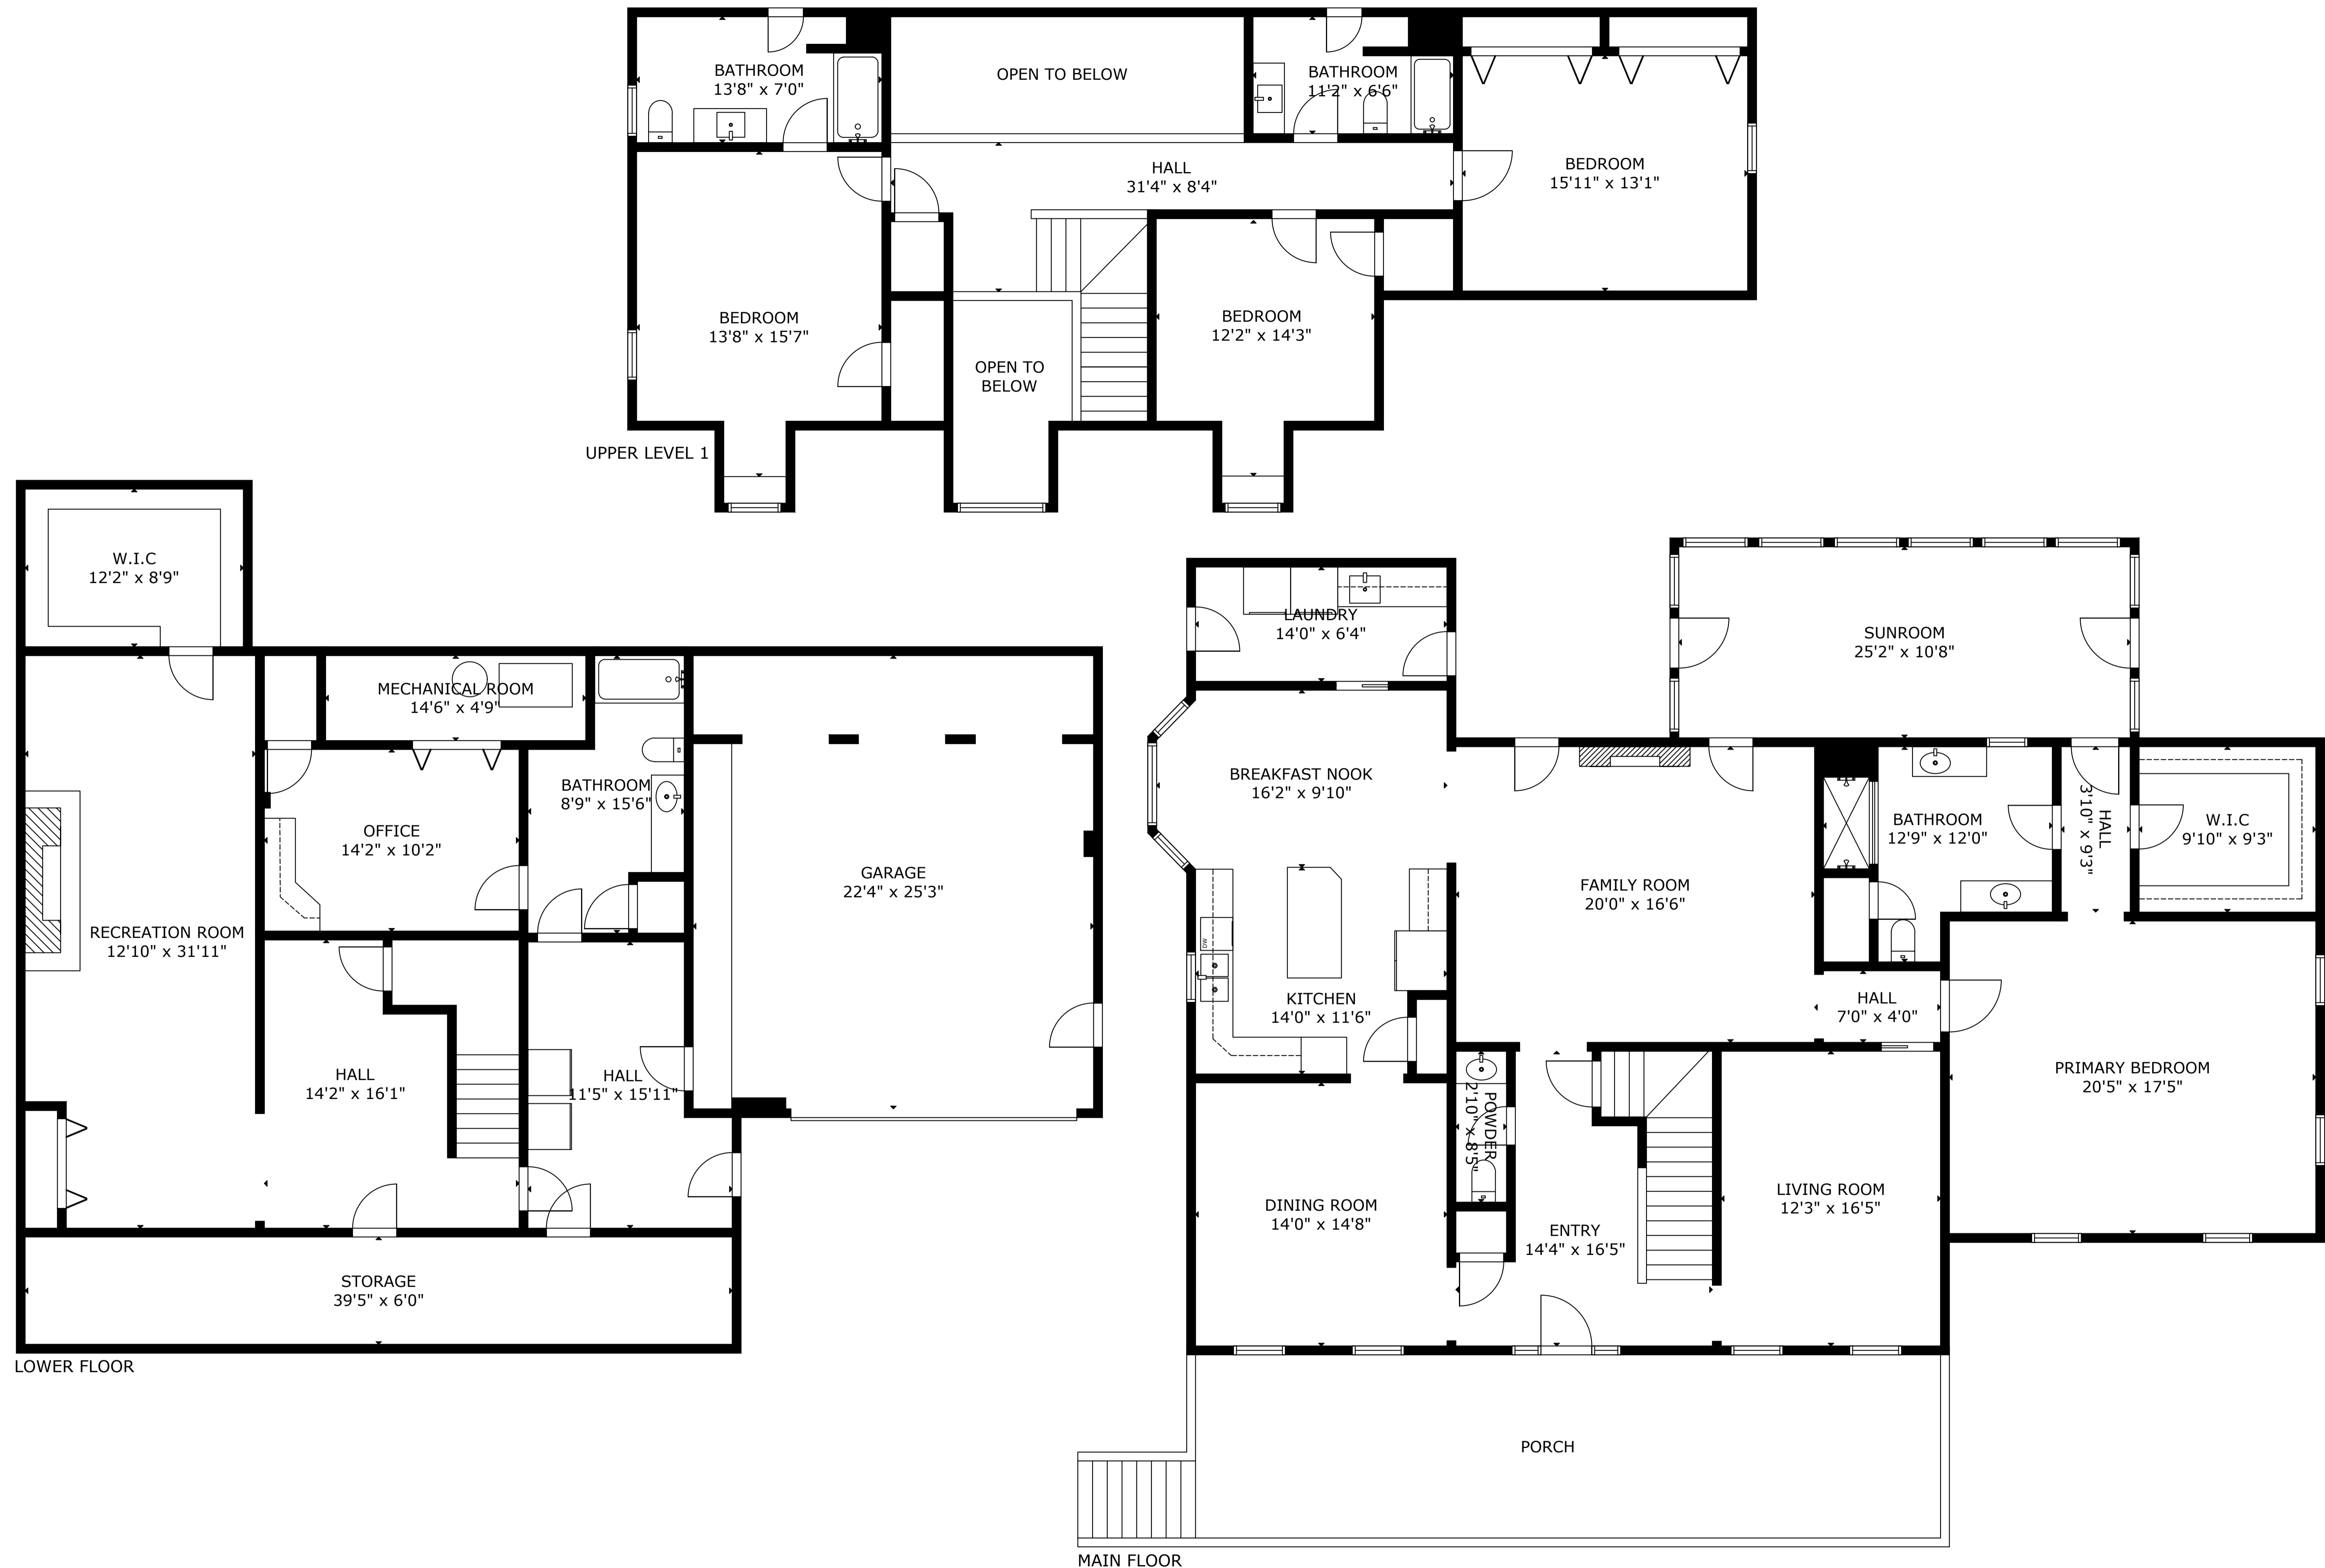 BATHROOM
13'8" x 7'0"
OPEN TO BELOW
BATHROOM
11'2" x 6'6"
HALL
31'4" x 8'4"
BEDROOM
15'11" x 13'1"
BEDROOM
13'8" x 15'7"
OPEN TO
BELOW
BEDROOM
12'2" x 14'3"
UPPER LEVEL 1
W.I.C
12'2" x 8'9"
MECHANICAL ROOM
14'6" x 4'9"
BATHROOM
8'9" x 15'6"
OFFICE
14'2" x 10'2"
GARAGE
22'4" x 25'3"
RECREATION ROOM
12'10" x 31'11"
HALL
14'2" x 16'1"
HALL
11'5" x 15'11"
STORAGE
39'5" x 6'0"
LOWER FLOOR
LAUNDRY
14'0" x 6'4"
SUNROOM
25'2" x 10'8"
BREAKFAST NOOK
16'2" x 9'10"
BATHROOM
12'9" x 12'0"
HALL
3'10" x 9'3"
W.I.C
9'10" x 9'3"
FAMILY ROOM
20'0" x 16'6"
DW
KITCHEN
14'0" x 11'6"
HALL
7'0" x 4'0"
PRIMARY BEDROOM
20'5" x 17'5"
POWDER
2'10" x 8'5"
DINING ROOM
14'0" x 14'8"
ENTRY
14'4" x 16'5"
LIVING ROOM
12'3" x 16'5"
PORCH
MAIN FLOOR